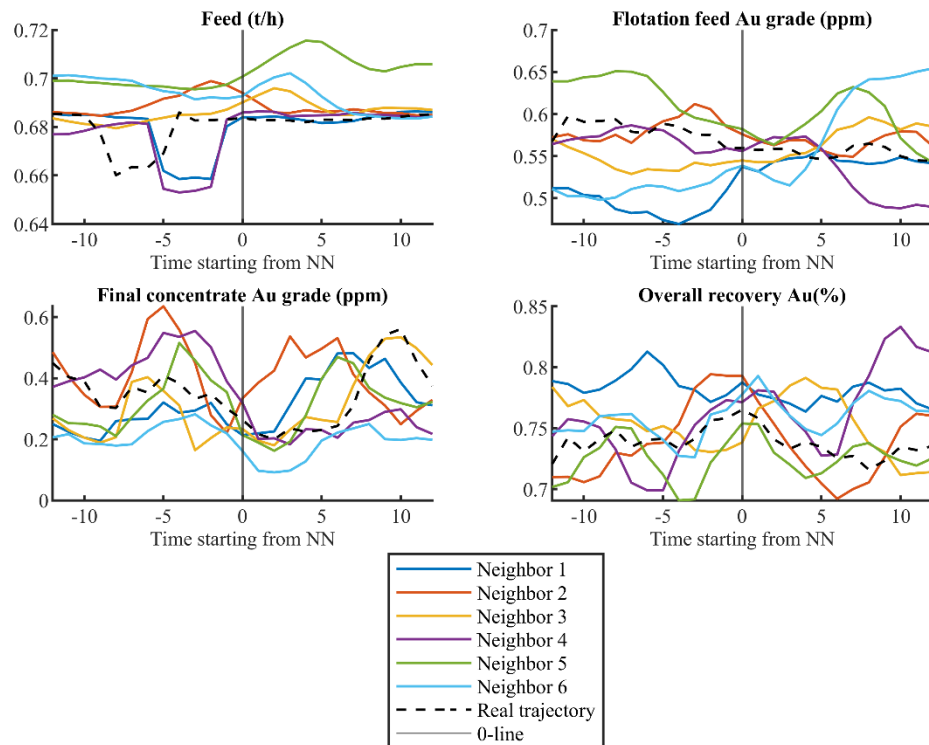 Feed (t/h)
0.72
0.7
0.68
0.66
0.64
-10 -5 0 5 10
Time starting from NN
Flotation feed Au grade (ppm)
0.7
0.65
0.6
0.55
0.5
-10 -5 0 5 10
Time starting from NN
Final concentrate Au grade (ppm)
0.6
0.4
0.2
0
-10 -5 0 5 10
Time starting from NN
Overall recovery Au(%)
0.85
0.8
0.75
0.7
-10 -5 0 5 10
Time starting from NN
Neighbor 1
Neighbor 2
Neighbor 3
Neighbor 4
Neighbor 5
Neighbor 6
Real trajectory
0-line